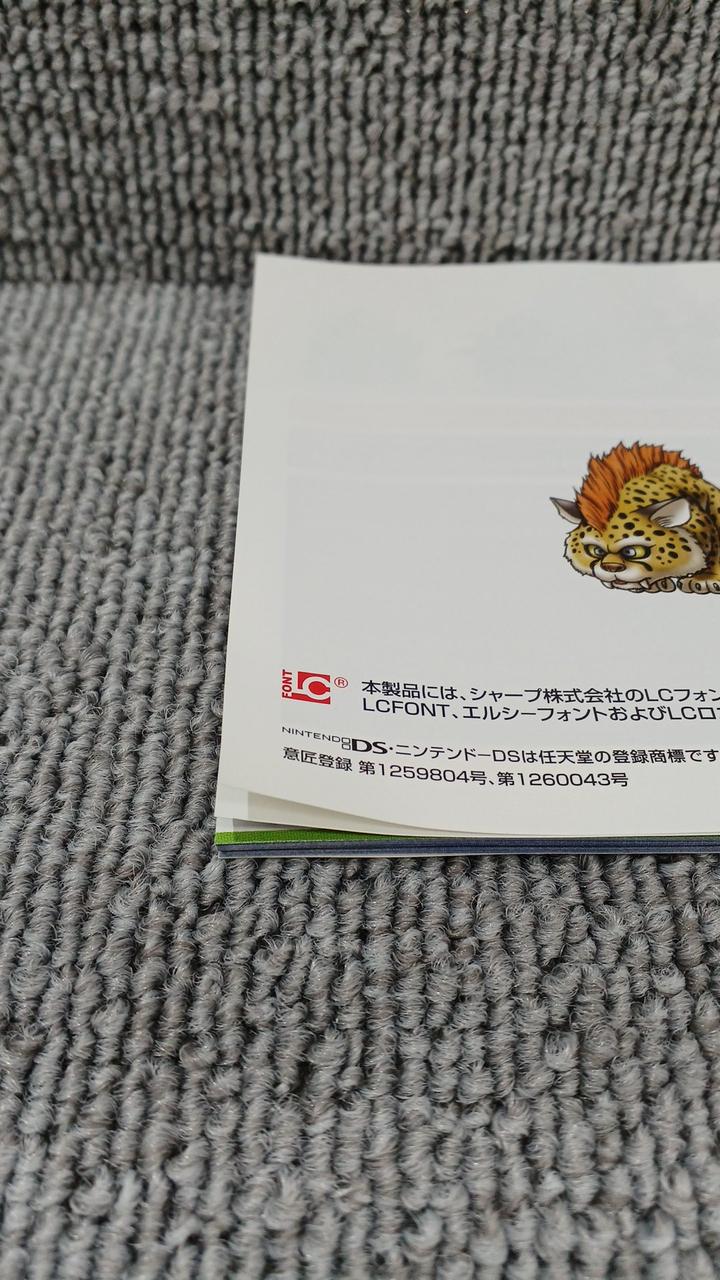 FONT LC ®
本製品には、シャープ株式会社のLCフォン
LCFONT、エルシーフォントおよびLCロ
NINTENDO DS・ニンテンドーDSは任天堂の登録商標です
意匠登録 第1259804号、第1260043号